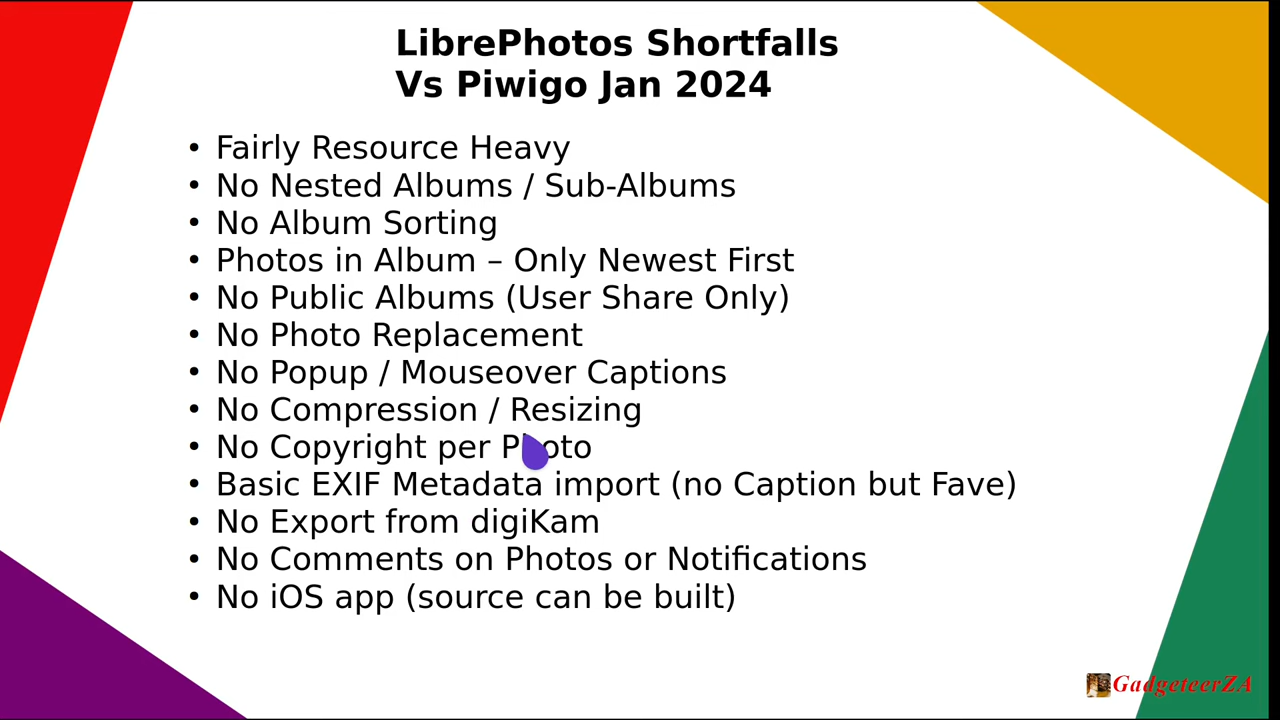 LibrePhotos Shortfalls
Vs Piwigo Jan 2024
• Fairly Resource Heavy
• No Nested Albums / Sub-Albums
• No Album Sorting
• Photos in Album – Only Newest First
• No Public Albums (User Share Only)
• No Photo Replacement
• No Popup / Mouseover Captions
• No Compression / Resizing
• No Copyright per Photo
• Basic EXIF Metadata import (no Caption but Fave)
• No Export from digiKam
• No Comments on Photos or Notifications
• No iOS app (source can be built)
GadgeteerZA